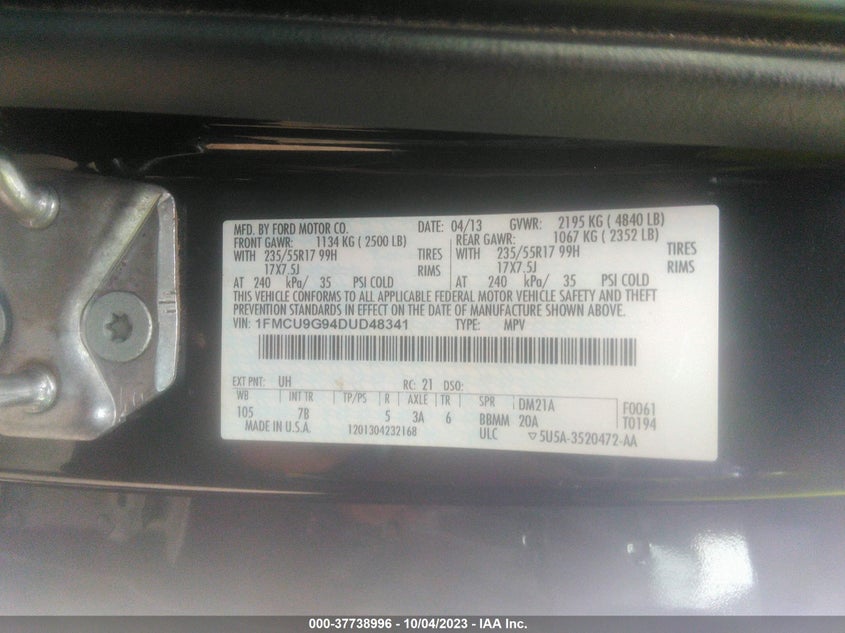 MFD. BY FORD MOTOR CO. DATE: 04/13 GVWR: 2195 KG ( 4840 LB)
FRONT GAWR: 1134 KG ( 2500 LB) REAR GAWR: 1067 KG ( 2352 LB)
WITH 235/55R17 99H TIRES WITH 235/55R17 99H TIRES
17X7.5J RIMS 17X7.5J RIMS
AT 240 kPa/ 35 PSI COLD AT 240 kPa/ 35 PSI COLD
THIS VEHICLE CONFORMS TO ALL APPLICABLE FEDERAL MOTOR VEHICLE SAFETY AND THEFT
PREVENTION STANDARDS IN EFFECT ON THE DATE OF MANUFACTURE SHOWN ABOVE.
VIN: 1FMCU9G94DUD48341 TYPE: MPV
EXT PNT: UH RC: 21 DSO:
WB INT TR TP/PS R AXLE TR SPR DM21A F0061
105 7B 5 3A 6 BBMM 20A T0194
MADE IN U.S.A. 1201304232168 ULC ▽5U5A-3520472-AA
000-37738996 - 10/04/2023 - IAA Inc.